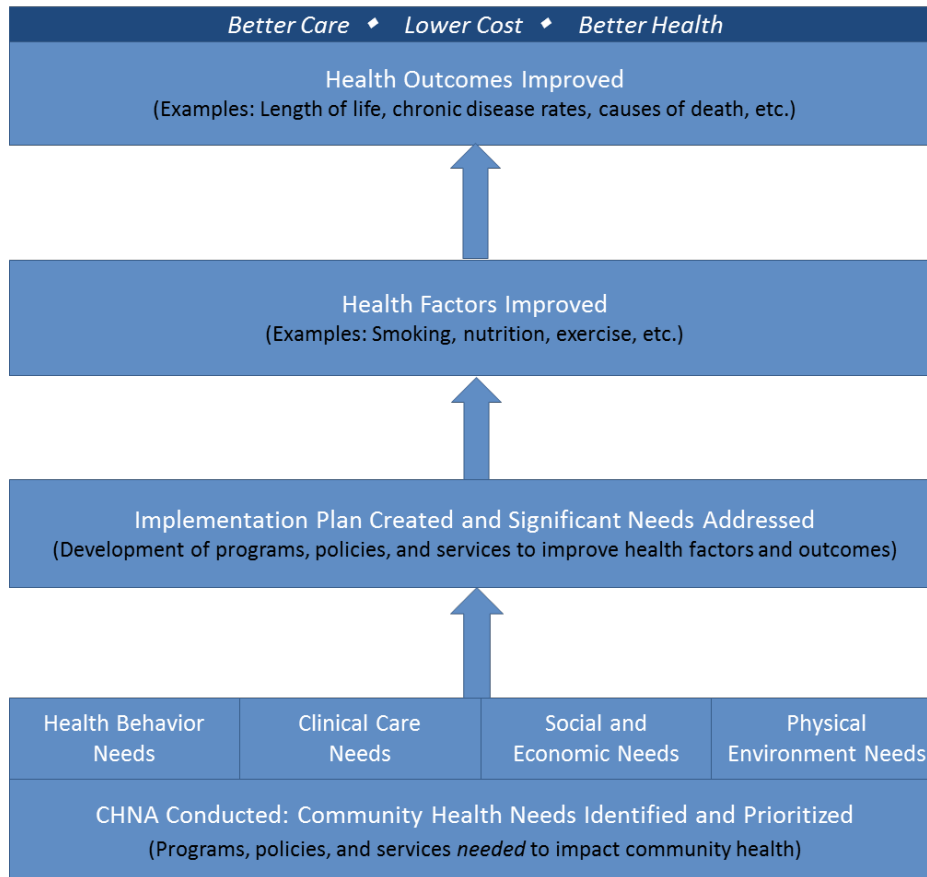 Better Care ◆ Lower Cost ◆ Better Health
Health Outcomes Improved
(Examples: Length of life, chronic disease rates, causes of death, etc.)
Health Factors Improved
(Examples: Smoking, nutrition, exercise, etc.)
Implementation Plan Created and Significant Needs Addressed
(Development of programs, policies, and services to improve health factors and outcomes)
Health Behavior
Needs
Clinical Care
Needs
Social and
Economic Needs
Physical
Environment Needs
CHNA Conducted: Community Health Needs Identified and Prioritized
(Programs, policies, and services needed to impact community health)